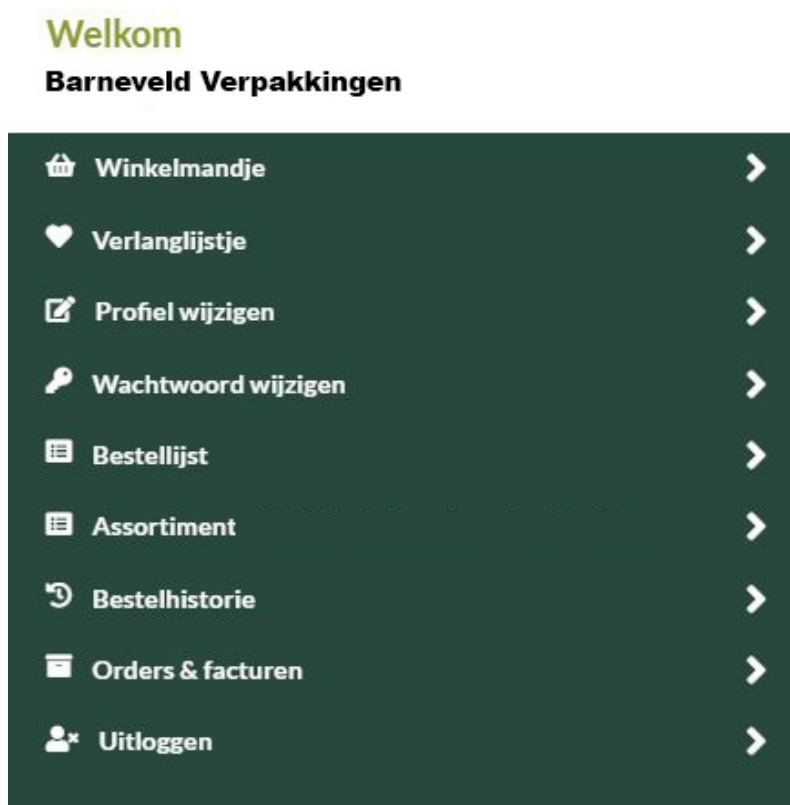 Welkom
Barneveld Verpakkingen
Winkelmandje
Verlanglijstje
Profiel wijzigen
Wachtwoord wijzigen
Bestellijst
Assortiment
Bestelhistorie
Orders & facturen
Uitloggen